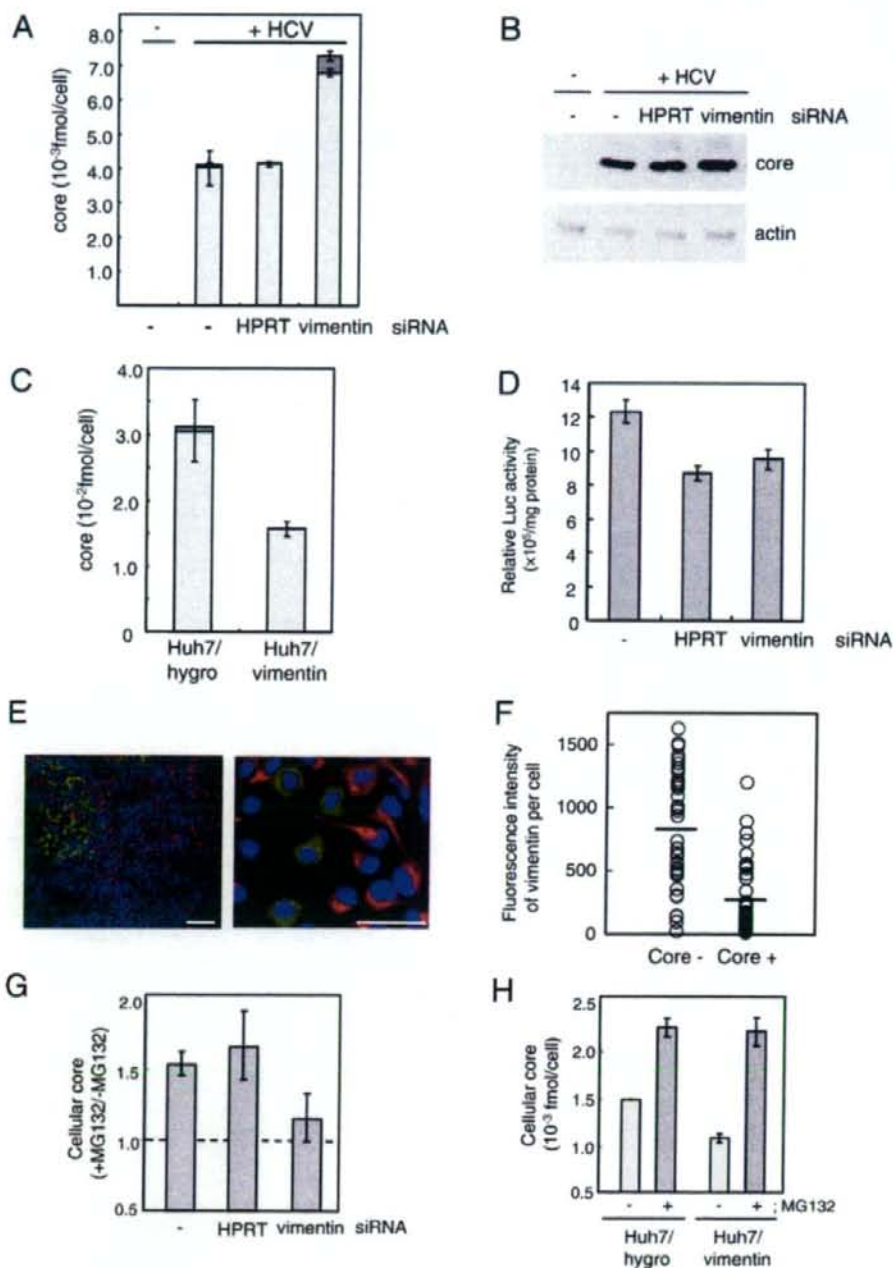 A
core (10⁻³fmol/cell)
8.0
7.0
6.0
5.0
4.0
3.0
2.0
1.0
-
+ HCV
- - HPRT vimentin siRNA
B
-
+ HCV
- - HPRT vimentin siRNA
core
actin
C
core (10⁻²fmol/cell)
4.0
3.0
2.0
1.0
0
Huh7/
hygro
Huh7/
vimentin
D
Relative Luc activity
(×10⁵/mg protein)
14
12
10
8
6
4
2
0
- HPRT vimentin siRNA
E
F
Fluorescence intensity
of vimentin per cell
1500
1000
500
0
Core - Core +
G
Cellular core
(+MG132/-MG132)
2.0
1.5
1.0
0.5
- HPRT vimentin siRNA
H
Cellular core
(10⁻³ fmol/cell)
2.5
2.0
1.5
1.0
0.5
- + - + ; MG132
Huh7/
hygro
Huh7/
vimentin